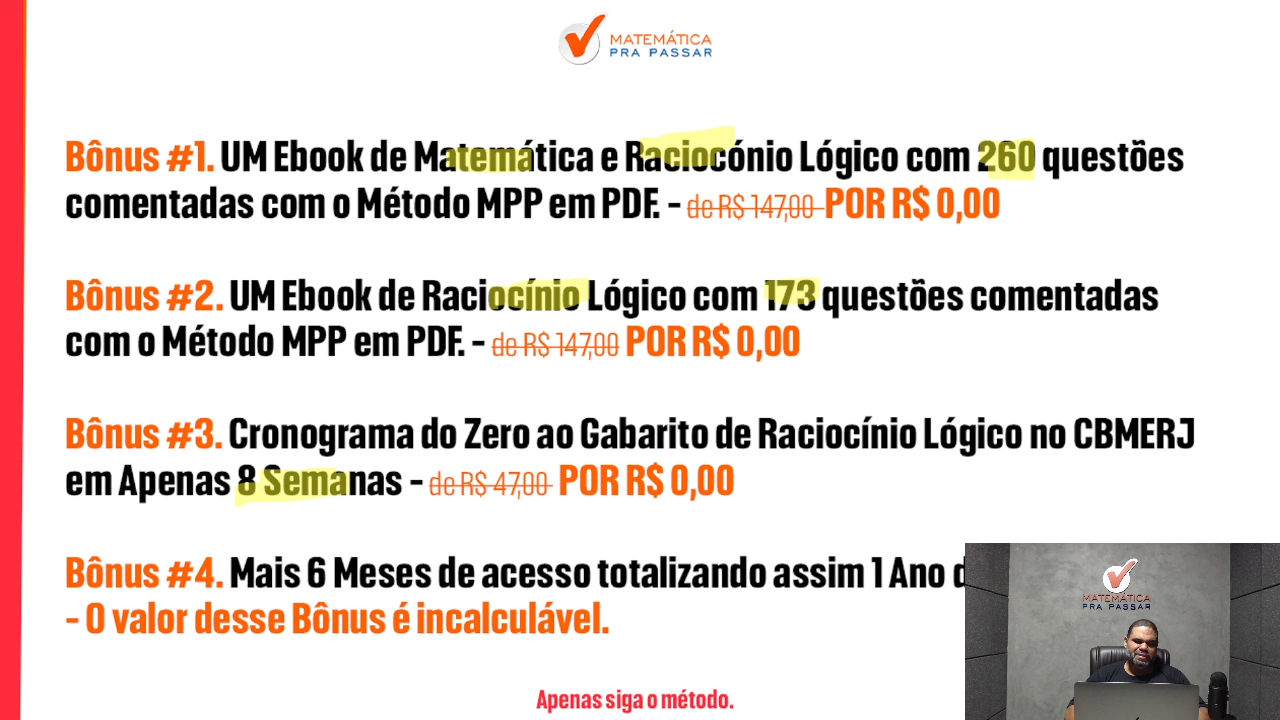 MATEMÁTICA
PRA PASSAR
Bônus #1. UM Ebook de Matemática e Raciocónio Lógico com 260 questões
comentadas com o Método MPP em PDF. - de R$ 147,00 POR R$ 0,00
Bônus #2. UM Ebook de Raciocínio Lógico com 173 questões comentadas
com o Método MPP em PDF. - de R$ 147,00 POR R$ 0,00
Bônus #3. Cronograma do Zero ao Gabarito de Raciocínio Lógico no CBMERJ
em Apenas 8 Semanas - de R$ 47,00 POR R$ 0,00
Bônus #4. Mais 6 Meses de acesso totalizando assim 1 Ano
- O valor desse Bônus é incalculável.
MATEMÁTICA
PRA PASSAR
Apenas siga o método.